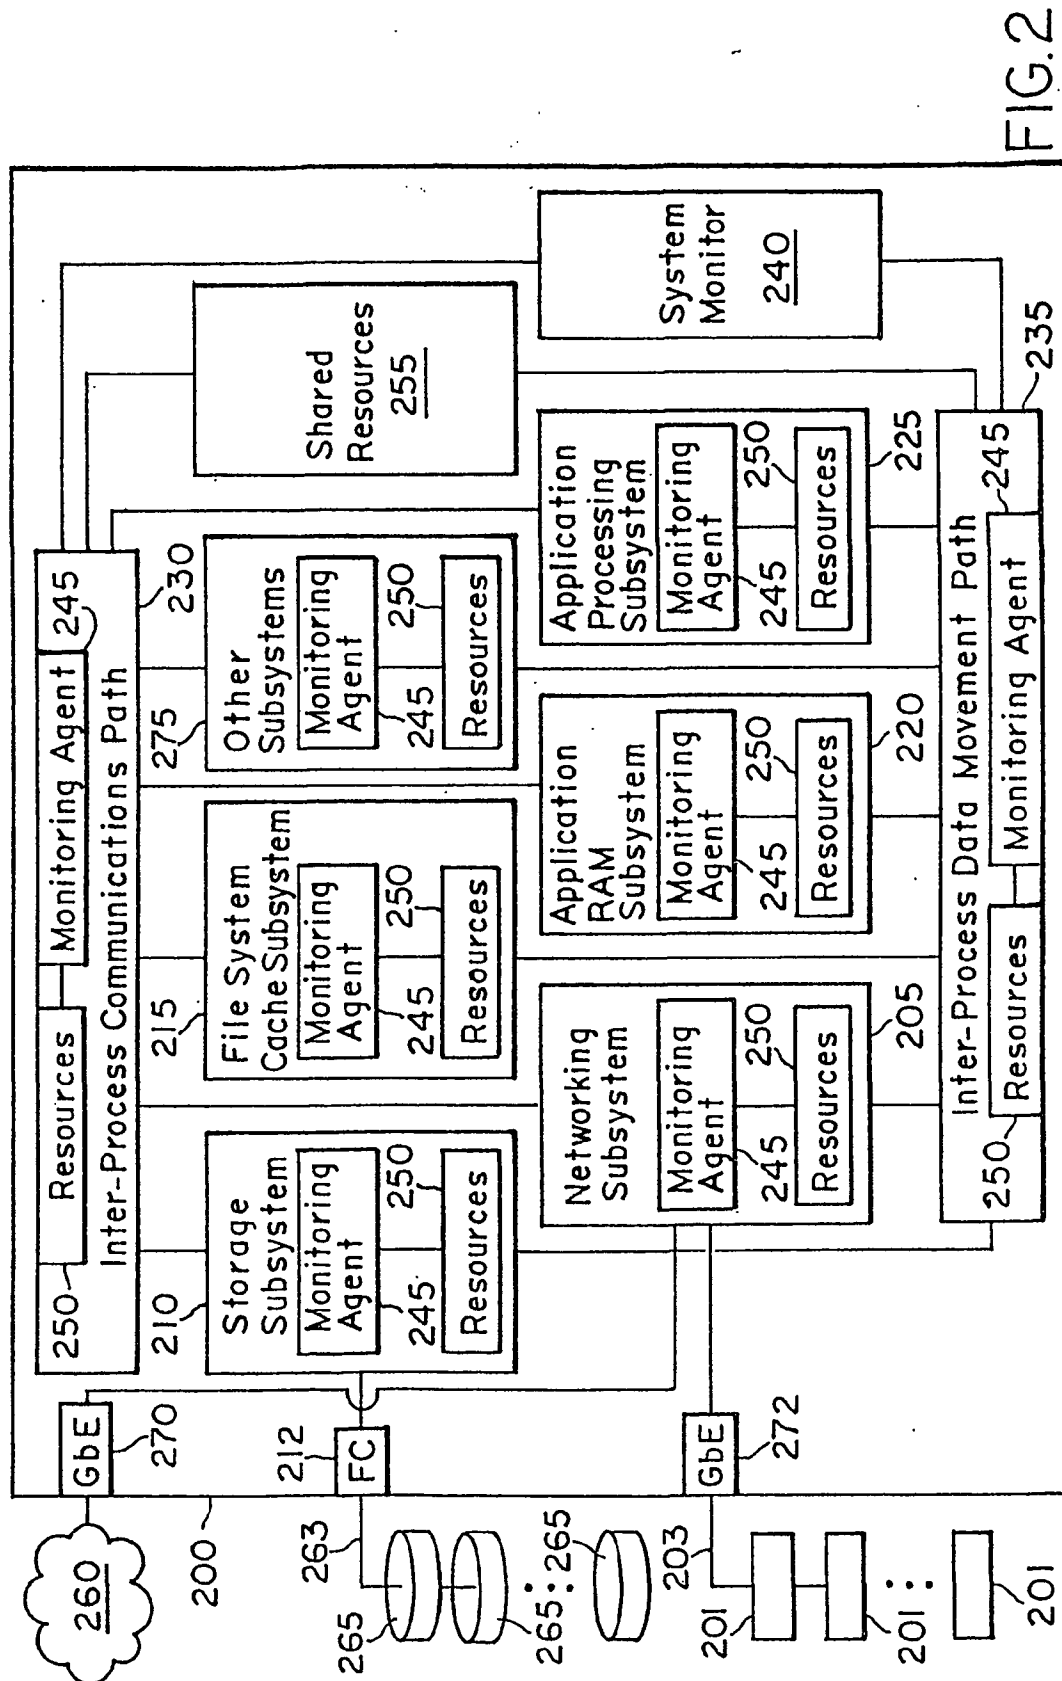 260
GbE
270
200
250
Resources
Monitoring Agent
245
Inter-Process Communications Path
230
210
Storage
Subsystem
Monitoring
Agent
245
250
Resources
215
File System
Cache Subsystem
Monitoring
Agent
245
250
Resources
275
Other
Subsystems
Monitoring
Agent
245
250
Resources
Shared
Resources
255
212
FC
263
265
265
265
Networking
Subsystem
Monitoring
Agent
245
250
Resources
205
Application
RAM
Subsystem
Monitoring
Agent
245
250
Resources
220
Application
Processing
Subsystem
Monitoring
Agent
245
250
Resources
225
System
Monitor
240
GbE
272
203
201
201
201
Inter-Process Data Movement Path
235
250
Resources
Monitoring Agent
245
FIG.2